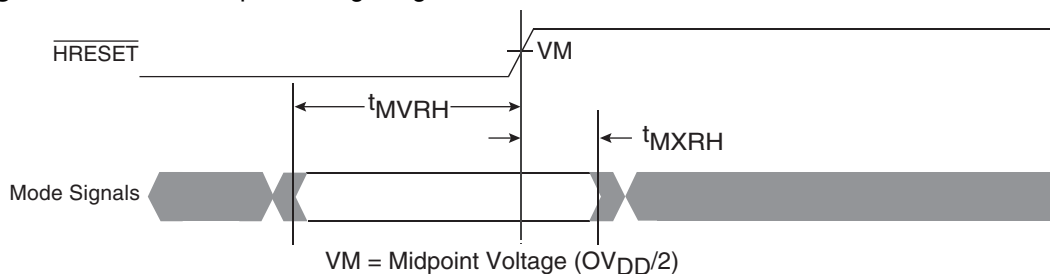 HRESET
VM
tMVRH
tMXRH
Mode Signals
VM = Midpoint Voltage (OVDD/2)